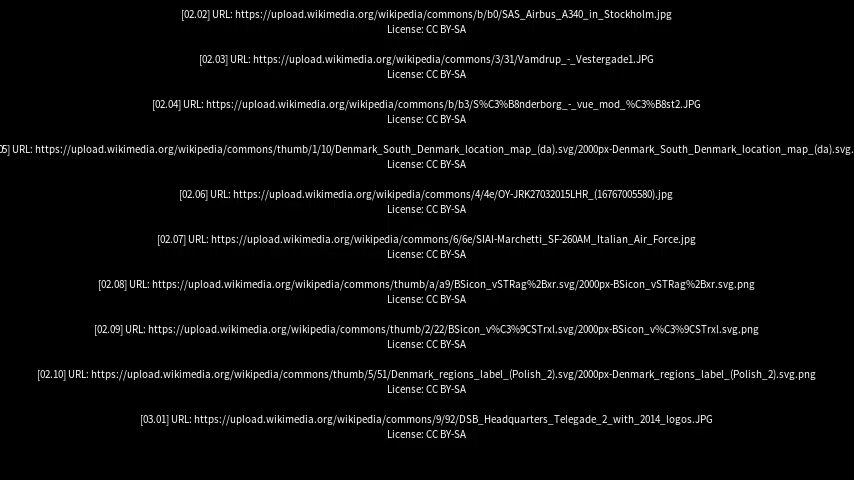 [02.02] URL: https://upload.wikimedia.org/wikipedia/commons/b/b0/SAS_Airbus_A340_in_Stockholm.jpg
License: CC BY-SA
[02.03] URL: https://upload.wikimedia.org/wikipedia/commons/3/31/Vamdrup_-_Vestergade1.JPG
License: CC BY-SA
[02.04] URL: https://upload.wikimedia.org/wikipedia/commons/b/b3/S%C3%B8nderborg_-_vue_mod_%C3%B8st2.JPG
License: CC BY-SA
05] URL: https://upload.wikimedia.org/wikipedia/commons/thumb/1/10/Denmark_South_Denmark_location_map_(da).svg/2000px-Denmark_South_Denmark_location_map_(da).svg.
License: CC BY-SA
[02.06] URL: https://upload.wikimedia.org/wikipedia/commons/4/4e/OY-JRK27032015LHR_(16767005580).jpg
License: CC BY-SA
[02.07] URL: https://upload.wikimedia.org/wikipedia/commons/6/6e/SIAI-Marchetti_SF-260AM_Italian_Air_Force.jpg
License: CC BY-SA
[02.08] URL: https://upload.wikimedia.org/wikipedia/commons/thumb/a/a9/BSicon_vSTRag%2Bxr.svg/2000px-BSicon_vSTRag%2Bxr.svg.png
License: CC BY-SA
[02.09] URL: https://upload.wikimedia.org/wikipedia/commons/thumb/2/22/BSicon_v%C3%9CSTrxl.svg/2000px-BSicon_v%C3%9CSTrxl.svg.png
License: CC BY-SA
[02.10] URL: https://upload.wikimedia.org/wikipedia/commons/thumb/5/51/Denmark_regions_label_(Polish_2).svg/2000px-Denmark_regions_label_(Polish_2).svg.png
License: CC BY-SA
[03.01] URL: https://upload.wikimedia.org/wikipedia/commons/9/92/DSB_Headquarters_Telegade_2_with_2014_logos.JPG
License: CC BY-SA